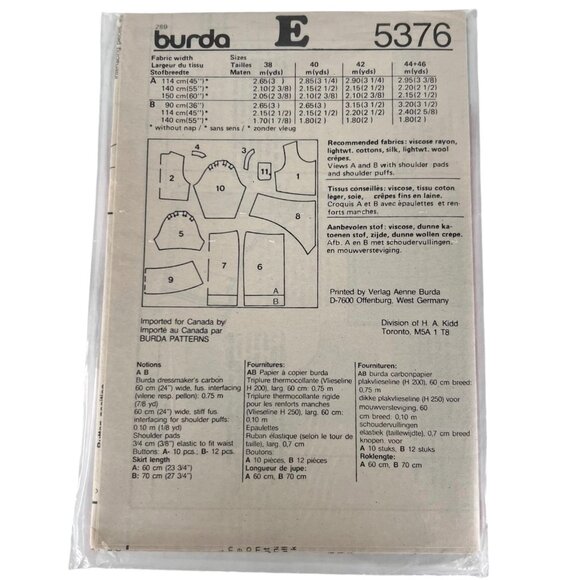 289
burda E 5376
Fabric width Sizes
Largeur du tissu Tailles 38 40 42 44+46
Stofbreedte Maten m(yds) m(yds) m(yds) m(yds)
A 114 cm(45")* 2.65(3 ) 2.85(3 1/4) 2.90(3 1/4) 2.95(3 3/8)
140 cm(55")* 2.10(2 3/8) 2.15(2 1/2) 2.15(2 1/2) 2.20(2 1/2)
150 cm(60")* 2.05(2 3/8) 2.10(2 3/8) 2.10(2 3/8) 2.15(2 1/2)
B 90 cm(36") 2.65(3 ) 2.65(3 ) 3.15(3 1/2) 3.20(3 1/2)
114 cm(45")* 2.15(2 1/2) 2.15(2 1/2) 2.20(2 1/2) 2.40(2 5/8)
140 cm(55")* 1.70(1 7/8) 1.80(2 ) 1.80(2 ) 1.80(2 )
* without nap / * sans sens / * zonder vleug
4 3
2 10 11 1
5 8
9 7 6
A
B
Recommended fabrics: viscose rayon,
lightwt. cottons, silk, lightwt. wool
crêpes.
Views A and B with shoulder pads
and shoulder puffs.
Tissus conseillés: viscose, tissu coton
leger, soie, crêpes fins en laine.
Croquis A et B avec épaulettes et ren-
forts manches.
Aanbevolen stof: viscose, dunne ka-
toenen stof, zijde, dunne wollen crepe.
Afb. A en B met schoudervullingen.
en mouwversteviging.
Printed by Verlag Aenne Burda
D-7600 Offenburg, West Germany
Imported for Canada by/
Importé au Canada par
BURDA PATTERNS
Division of H. A. Kidd
Toronto, M5A 1 T8
Notions
A B
Burda dressmaker's carbon
60 cm (24") wide, fus. interfacing
(vilene resp. pellon): 0.75 m
(7/8 yd)
60 cm (24") wide, stiff fus.
interfacing for shoulder puffs:
0.10 m (1/8 yd)
Shoulder pads
3/4 cm (3/8") elastic to fit waist
Buttons: A- 10 pcs.; B- 12 pcs.
Skirt length
A: 60 cm (23 3/4")
B: 70 cm (27 3/4")
Fournitures:
AB Papier à copier burda
Triplure thermocollante (Vlieseline
H 200), larg. 60 cm: 0,75 m
Triplure thermocollante rigide
pour les renforts manches
(Vlieseline H 250), larg. 60 cm:
0,10 m
Epaulettes
Ruban élastique (selon le tour de
taille), larg. 0,7 cm
Boutons:
A 10 pièces, B 12 pièces
Longueur de jupe:
A 60 cm, B 70 cm
Fournituren:
AB burda carbonpapier
plakvlieseline (H 200), 60 cm breed:
0,75 m
dikke plakvlieseline (H 250) voor
mouwversteviging, 60
cm breed: 0,10 m
schoudervullingen
elastiek (taillewijdte), 0,7 cm breed
knopen, voor
A 10 stuks, B 12 stuks
Roklengte:
A 60 cm, B 70 cm